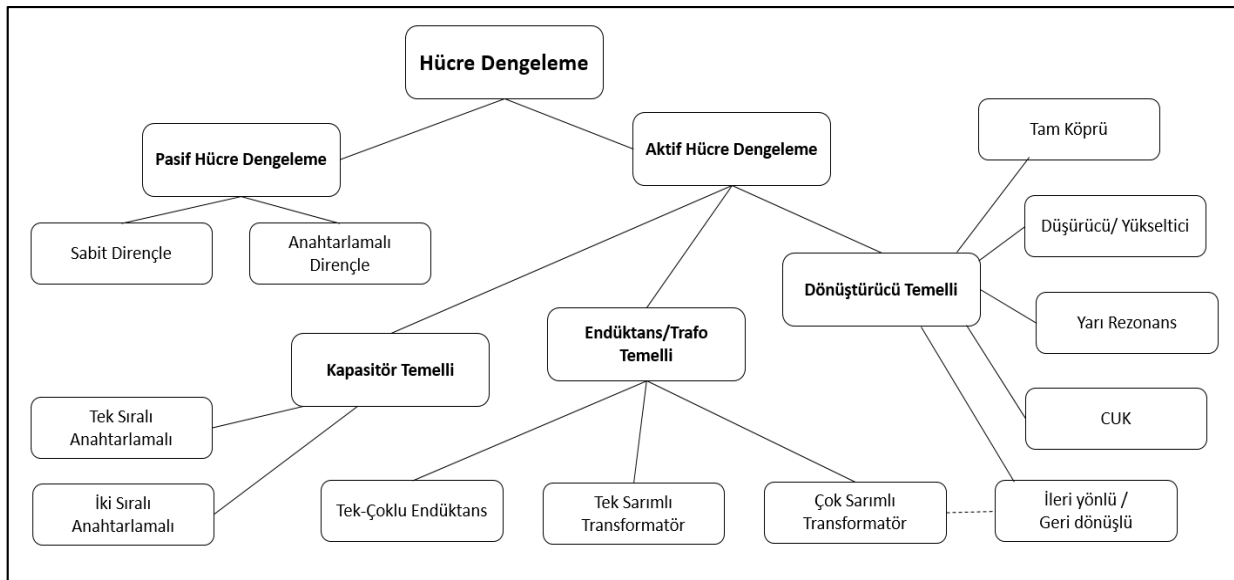 Hücre Dengeleme
Pasif Hücre Dengeleme
Aktif Hücre Dengeleme
Tam Köprü
Sabit Dirençle
Anahtarlamalı
Dirençle
Düşürücü/ Yükseltici
Dönüştürücü Temelli
Yarı Rezonans
Endüktans/Trafo
Temelli
Kapasitör Temelli
Tek Sıralı
Anahtarlamalı
CUK
İki Sıralı
Anahtarlamalı
Tek-Çoklu Endüktans
Tek Sarımlı
Transformatör
Çok Sarımlı
Transformatör
İleri yönlü /
Geri dönüşlü